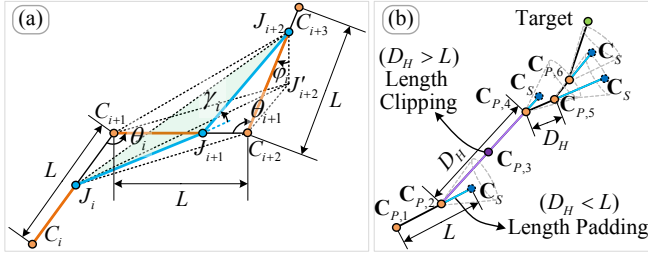 (a)
J_{i+2}
C_{i+3}
φ_i
J'_{i+2}
L
C_{i+1}
γ_i
θ_{i+1}
θ_i
J_{i+1}
C_{i+2}
L
J_i
L
C_i
(b)
Target
(D_H > L)
Length
Clipping
C_{P,6}
C_S
C_S
C_{P,4}
C_{P,5}
D_H
D_H
C_{P,3}
C_S
C_{P,2}
C_{P,1}
L
(D_H < L)
Length Padding